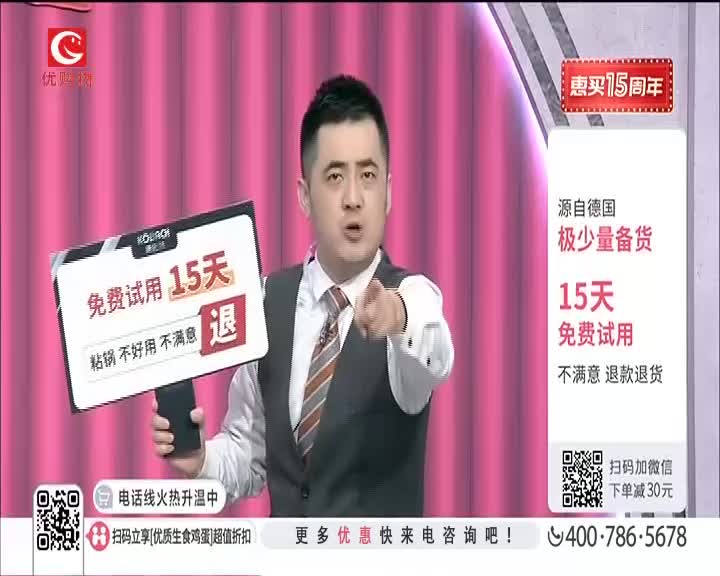 优购物
惠买15周年
KÖBACH
免费试用 15天
粘锅 不好用 不满意 退
源自德国
极少量备货
15天
免费试用
不满意 退款退货
扫码加微信
下单减30元
电话线火热升温中
扫码立享[优质生食鸡蛋]超值折扣
更多优惠快来电咨询吧！
400-786-5678